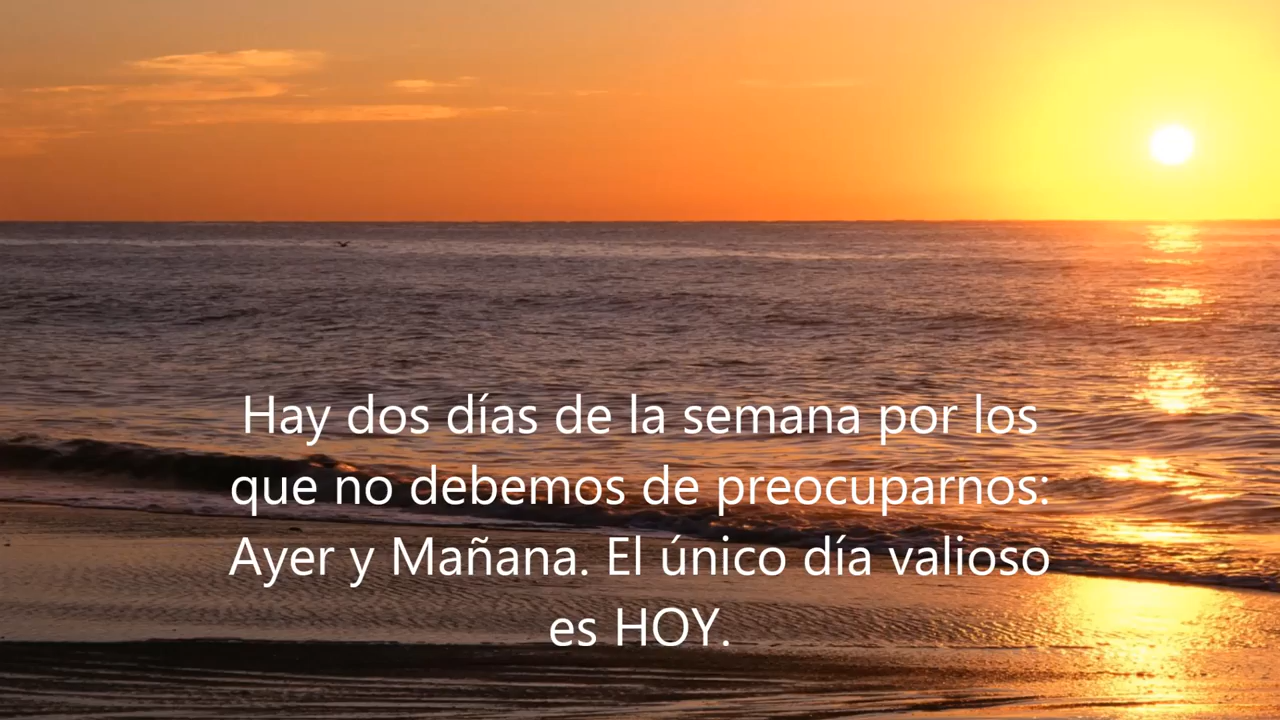 Hay dos días de la semana por los
que no debemos de preocuparnos:
Ayer y Mañana. El único día valioso
es HOY.